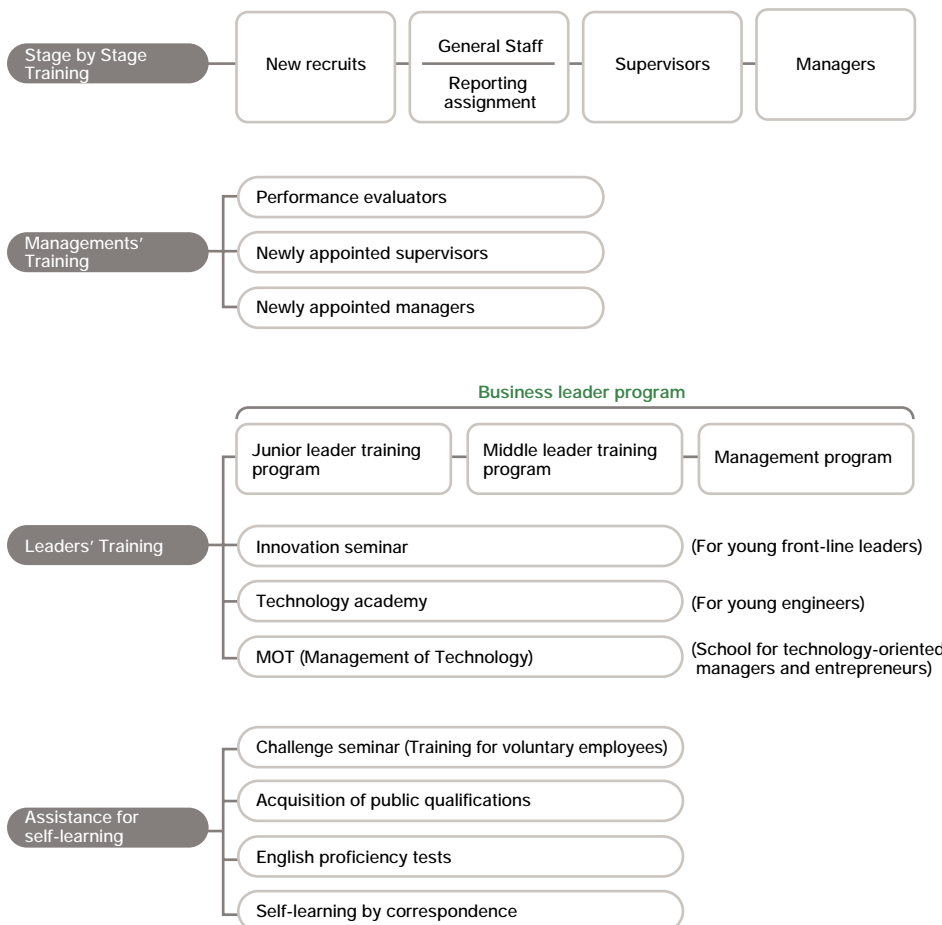 Stage by Stage
Training
New recruits
General Staff
Reporting
assignment
Supervisors
Managers
Managements’
Training
Performance evaluators
Newly appointed supervisors
Newly appointed managers
Business leader program
Junior leader training
program
Middle leader training
program
Management program
Leaders’ Training
Innovation seminar
(For young front-line leaders)
Technology academy
(For young engineers)
MOT (Management of Technology)
(School for technology-oriented
managers and entrepreneurs)
Assistance for
self-learning
Challenge seminar (Training for voluntary employees)
Acquisition of public qualifications
English proficiency tests
Self-learning by correspondence